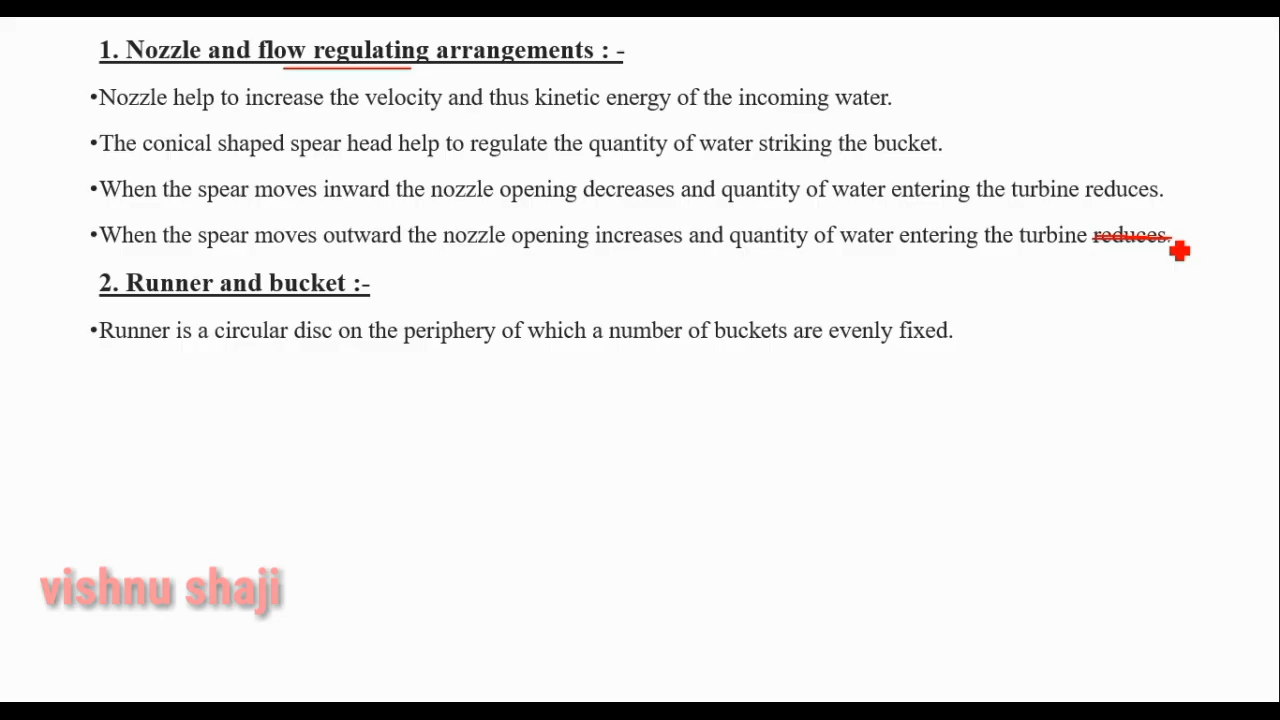 1. Nozzle and flow regulating arrangements : -
•Nozzle help to increase the velocity and thus kinetic energy of the incoming water.
•The conical shaped spear head help to regulate the quantity of water striking the bucket.
•When the spear moves inward the nozzle opening decreases and quantity of water entering the turbine reduces.
•When the spear moves outward the nozzle opening increases and quantity of water entering the turbine reduces.
2. Runner and bucket :-
•Runner is a circular disc on the periphery of which a number of buckets are evenly fixed.
vishnu shaji